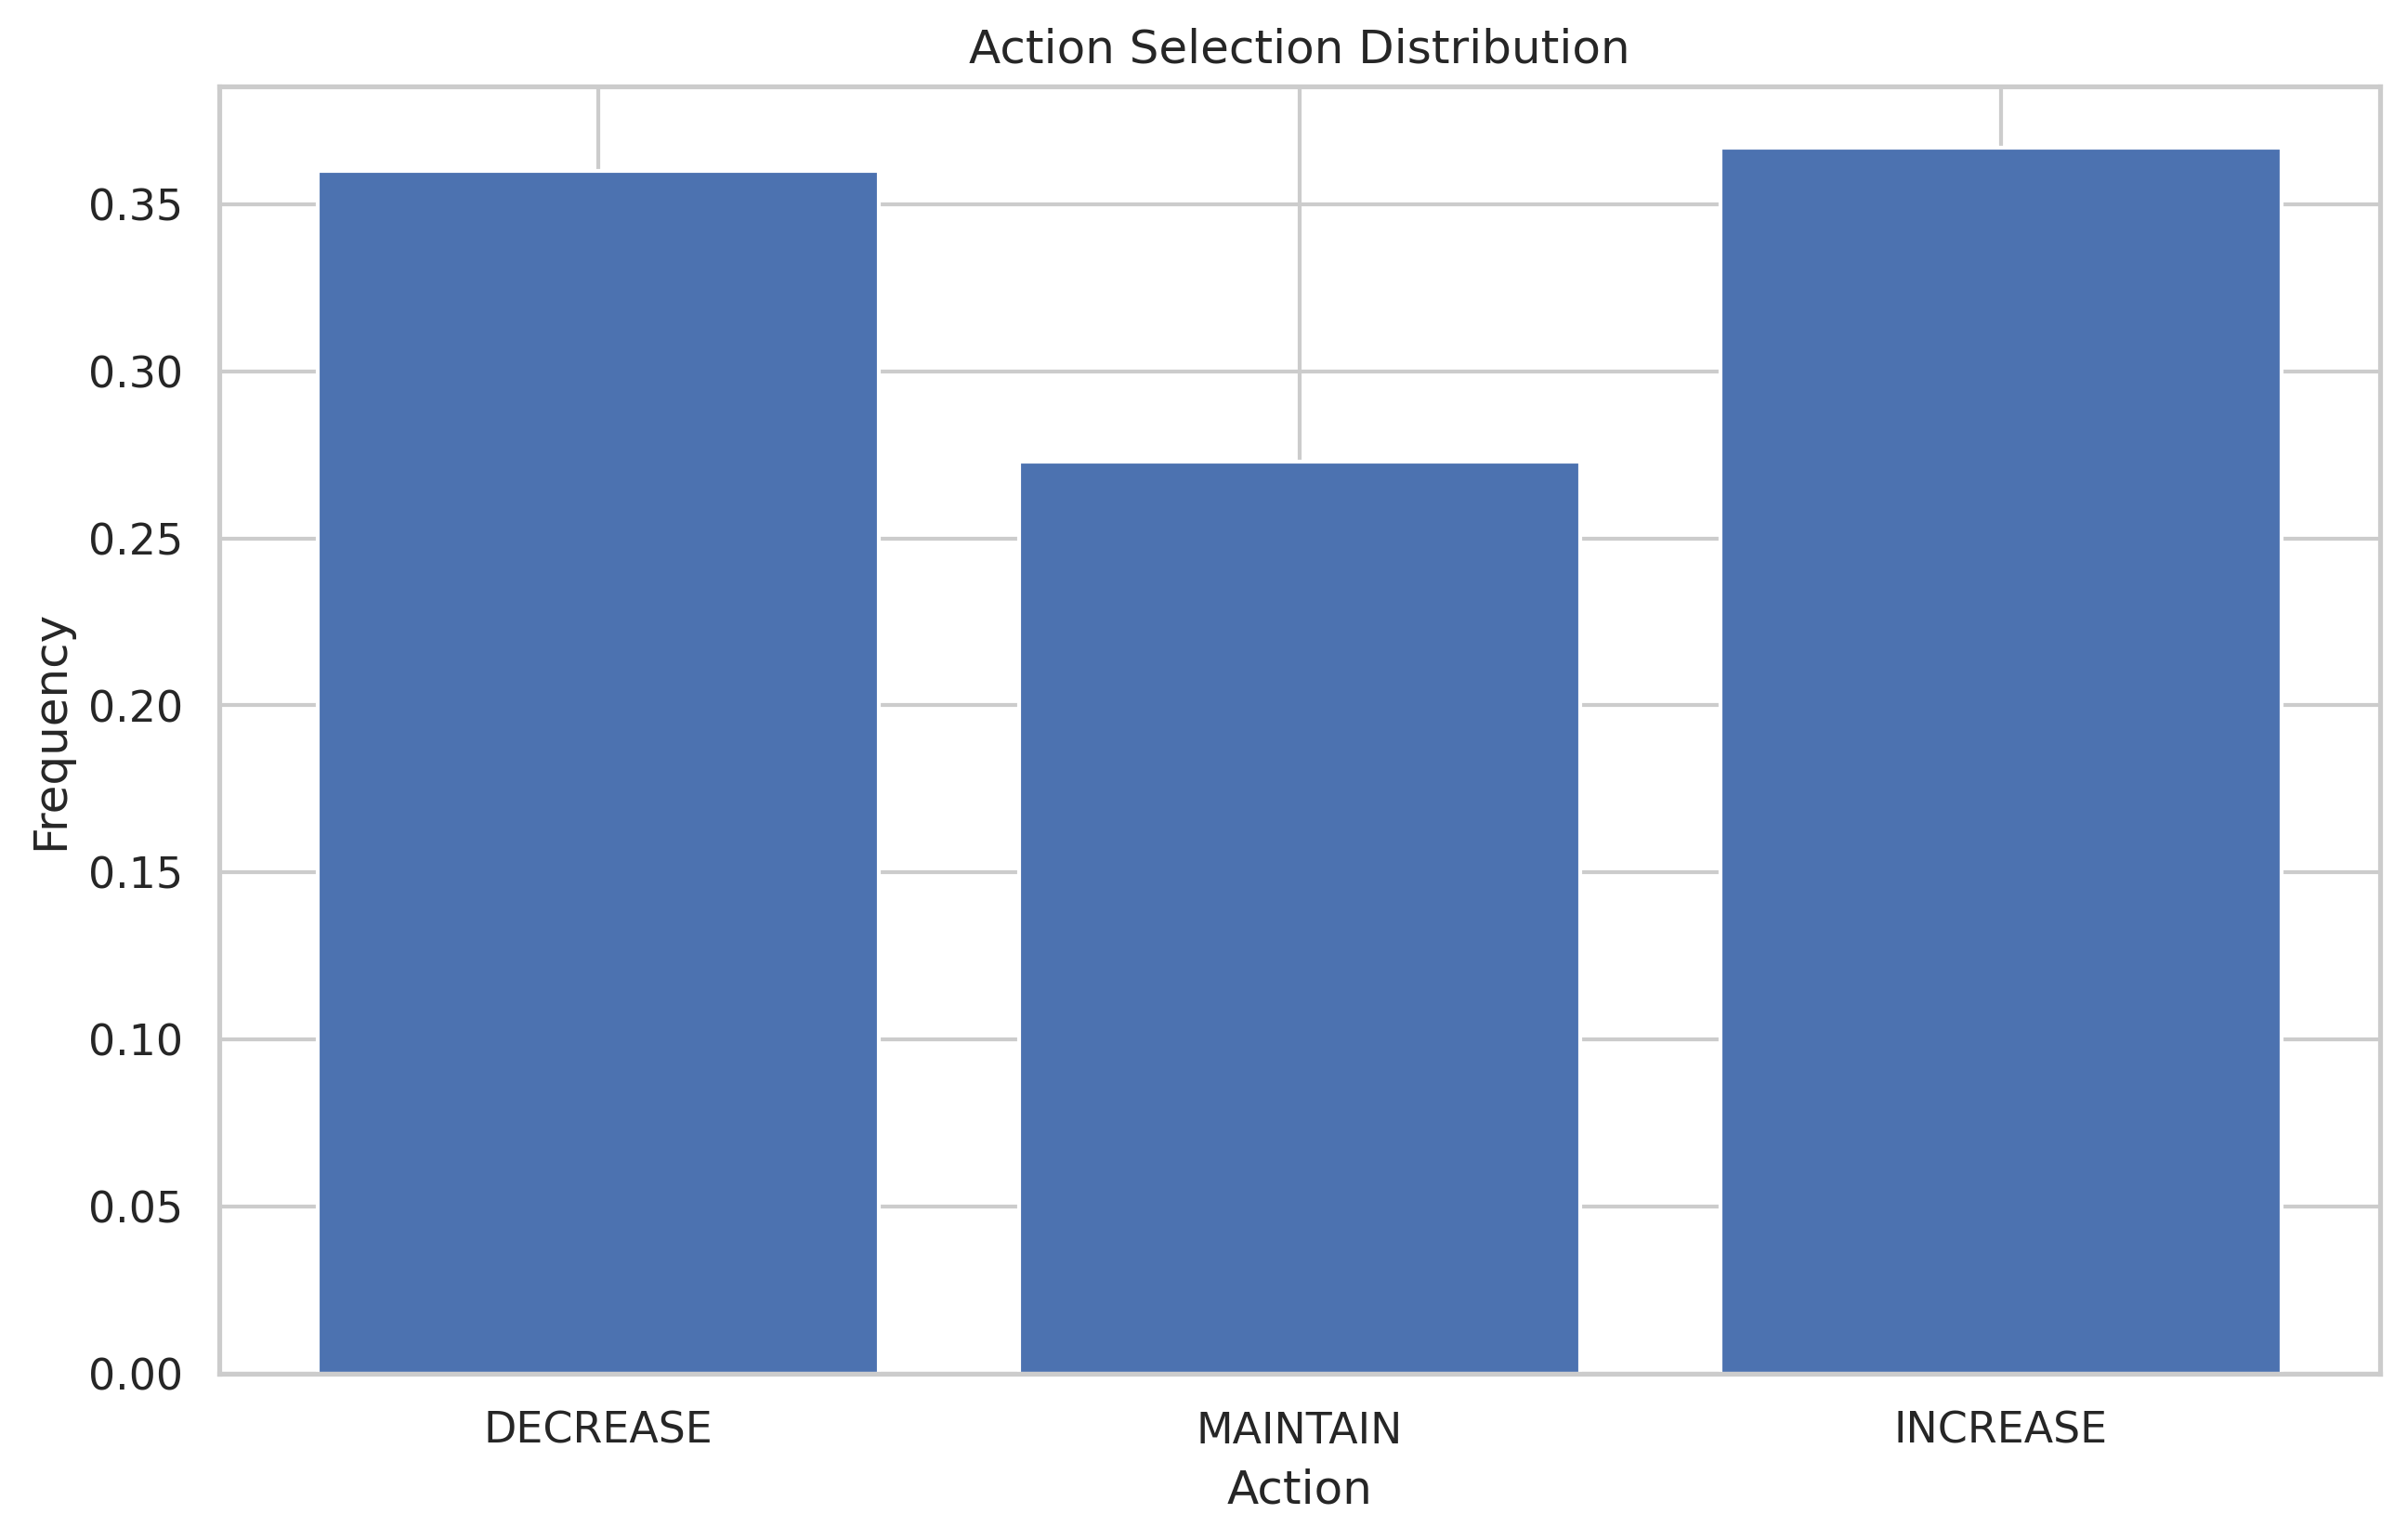 Action Selection Distribution
Frequency
0.35
0.30
0.25
0.20
0.15
0.10
0.05
0.00
DECREASE MAINTAIN INCREASE
Action